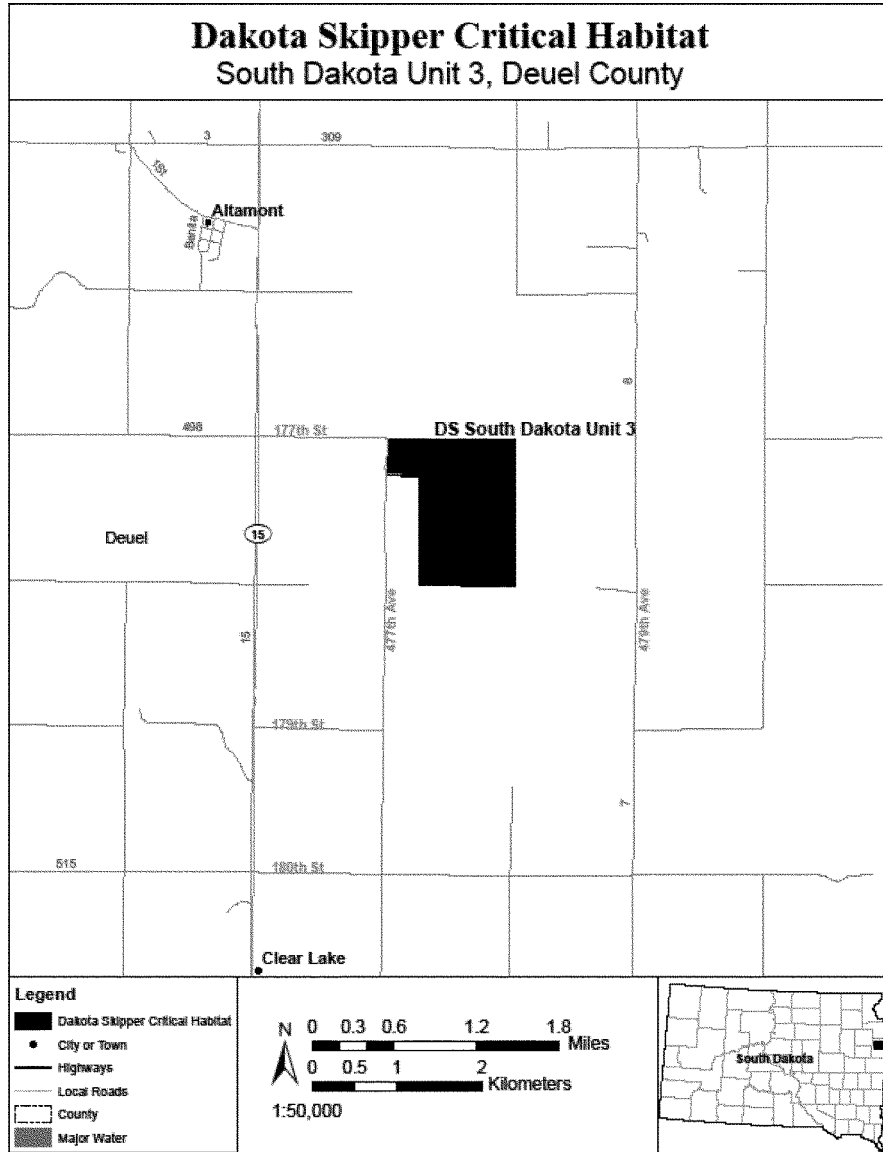 Dakota Skipper Critical Habitat
South Dakota Unit 3, Deuel County
3
309
Altamont
Banita
498
177th St
DS South Dakota Unit 3
8
Deuel
15
477th Ave
479th Ave
15
179th St
7
515
180th St
Clear Lake
Legend
Dakota Skipper Critical Habitat
City or Town
Highways
Local Roads
County
Major Water
N
0 0.3 0.6 1.2 1.8
Miles
0 0.5 1 2
Kilometers
1:50,000
South Dakota